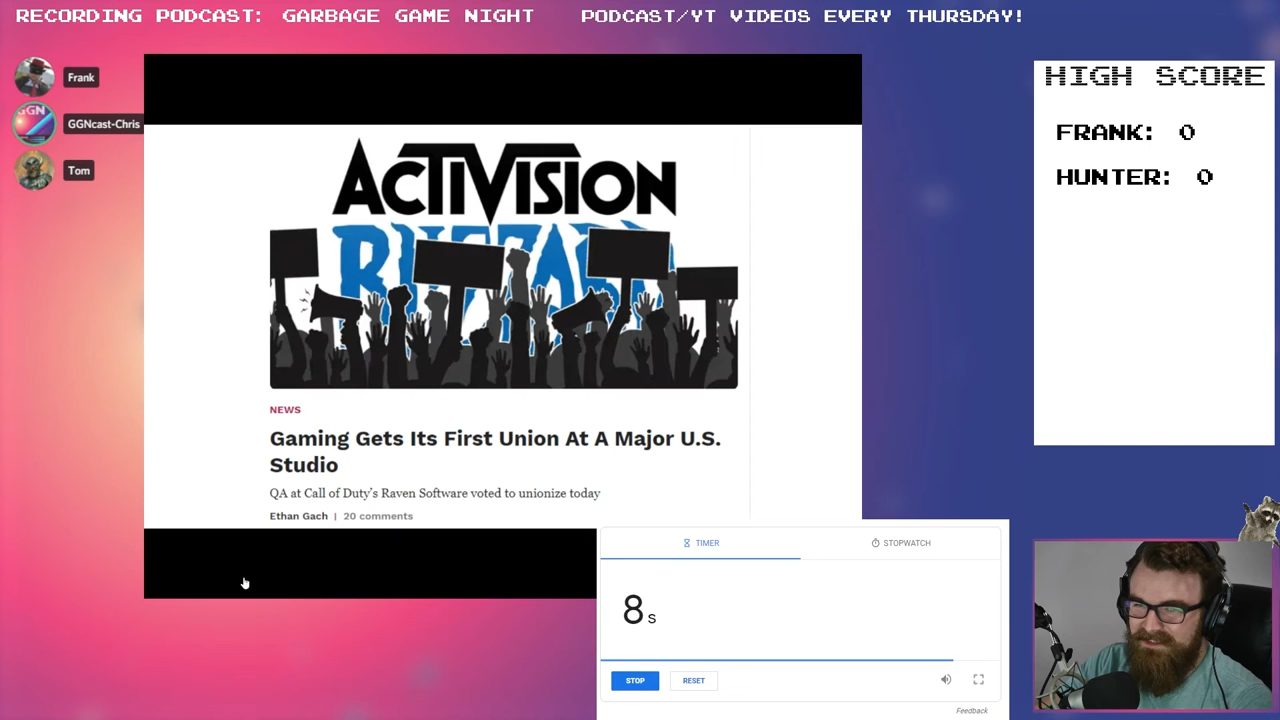 RECORDING PODCAST: GARBAGE GAME NIGHT PODCAST/YT VIDEOS EVERY THURSDAY!
Frank
GGN
GGNcast-Chris
Tom
ACTIVISION
BLIZZARD
NEWS
Gaming Gets Its First Union At A Major U.S.
Studio
QA at Call of Duty's Raven Software voted to unionize today
Ethan Gach | 20 comments
TIMER
STOPWATCH
8 s
STOP
RESET
Feedback
HIGH SCORE
FRANK: 0
HUNTER: 0